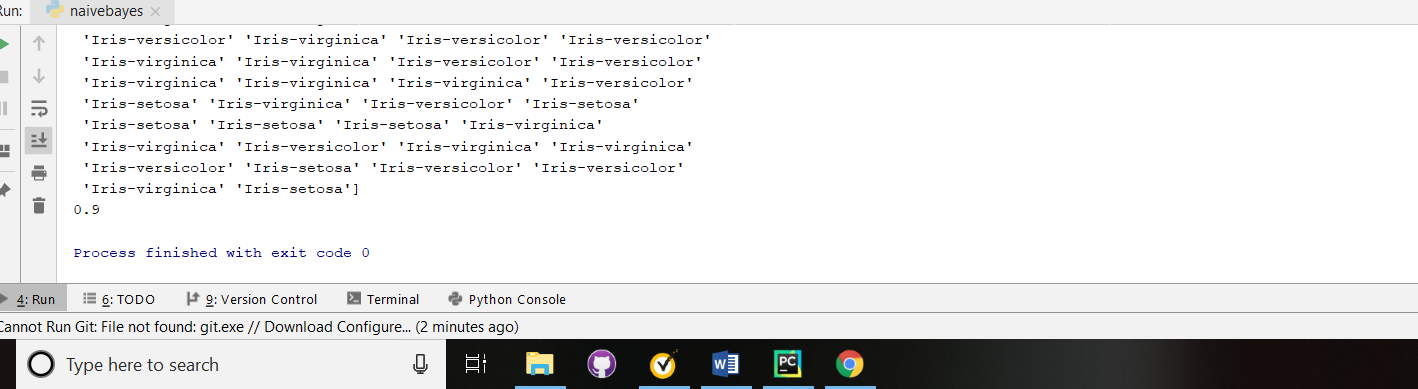 Run: naivebayes
'Iris-versicolor' 'Iris-virginica' 'Iris-versicolor' 'Iris-versicolor'
'Iris-virginica' 'Iris-virginica' 'Iris-versicolor' 'Iris-versicolor'
'Iris-virginica' 'Iris-virginica' 'Iris-virginica' 'Iris-versicolor'
'Iris-setosa' 'Iris-virginica' 'Iris-versicolor' 'Iris-setosa'
'Iris-setosa' 'Iris-setosa' 'Iris-setosa' 'Iris-virginica'
'Iris-virginica' 'Iris-versicolor' 'Iris-virginica' 'Iris-virginica'
'Iris-versicolor' 'Iris-setosa' 'Iris-versicolor' 'Iris-versicolor'
'Iris-virginica' 'Iris-setosa']
0.9
Process finished with exit code 0
4: Run 6: TODO 9: Version Control Terminal Python Console
Cannot Run Git: File not found: git.exe // Download Configure... (2 minutes ago)
Type here to search W PC